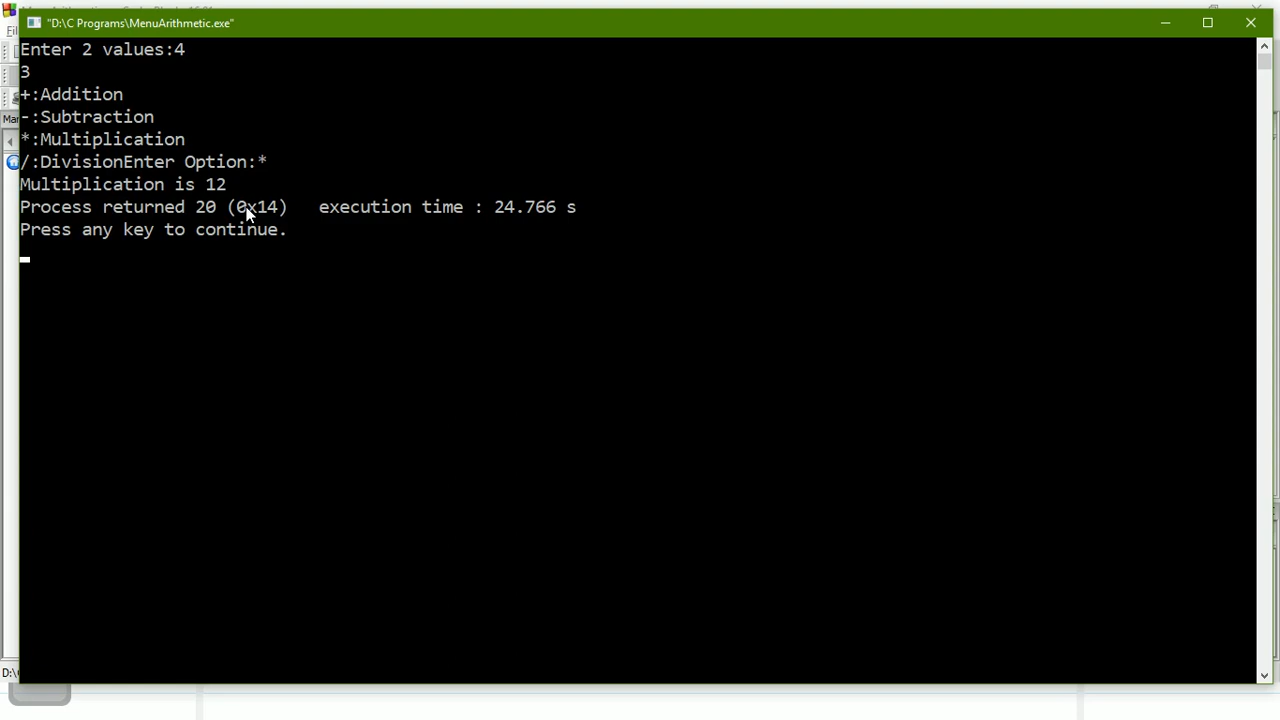 "D:\C Programs\MenuArithmetic.exe"
Enter 2 values:4
3
+:Addition
-:Subtraction
*:Multiplication
/:DivisionEnter Option:*
Multiplication is 12
Process returned 20 (0x14)   execution time : 24.766 s
Press any key to continue.